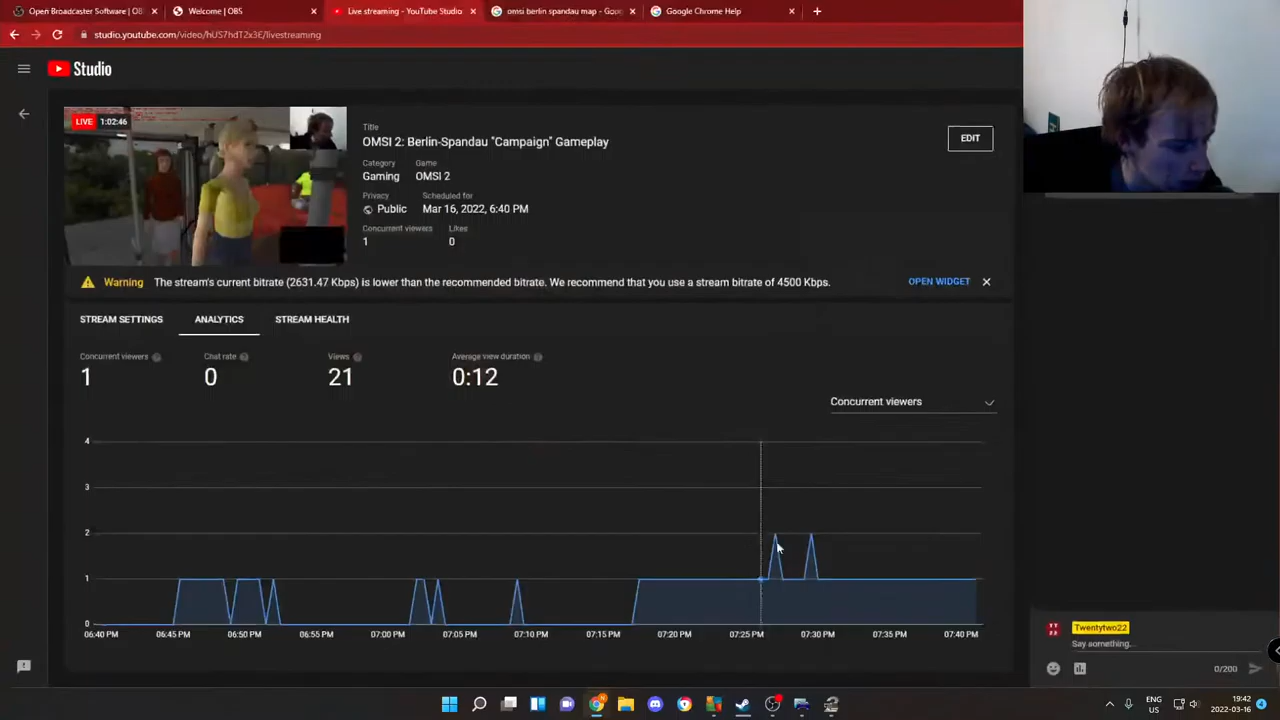 Open Broadcaster Software | OB
Welcome | OBS
Live streaming - YouTube Studio
omsi berlin spandau map - Goog
Google Chrome Help
studio.youtube.com/video/hUS7hdT2x3E/livestreaming
Studio
LIVE 1:02:46
Title
OMSI 2: Berlin-Spandau "Campaign" Gameplay
EDIT
Category Game
Gaming OMSI 2
Privacy Scheduled for
Public Mar 16, 2022, 6:40 PM
Concurrent viewers Likes
1 0
Warning The stream's current bitrate (2631.47 Kbps) is lower than the recommended bitrate. We recommend that you use a stream bitrate of 4500 Kbps. OPEN WIDGET
STREAM SETTINGS ANALYTICS STREAM HEALTH
Concurrent viewers Chat rate Views Average view duration
1 0 21 0:12
Concurrent viewers
4
3
2
1
0
06:40 PM 06:45 PM 06:50 PM 06:55 PM 07:00 PM 07:05 PM 07:10 PM 07:15 PM 07:20 PM 07:25 PM 07:30 PM 07:35 PM 07:40 PM
Twentytwo22
Say something...
0/200
ENG
US
19:42
2022-03-16